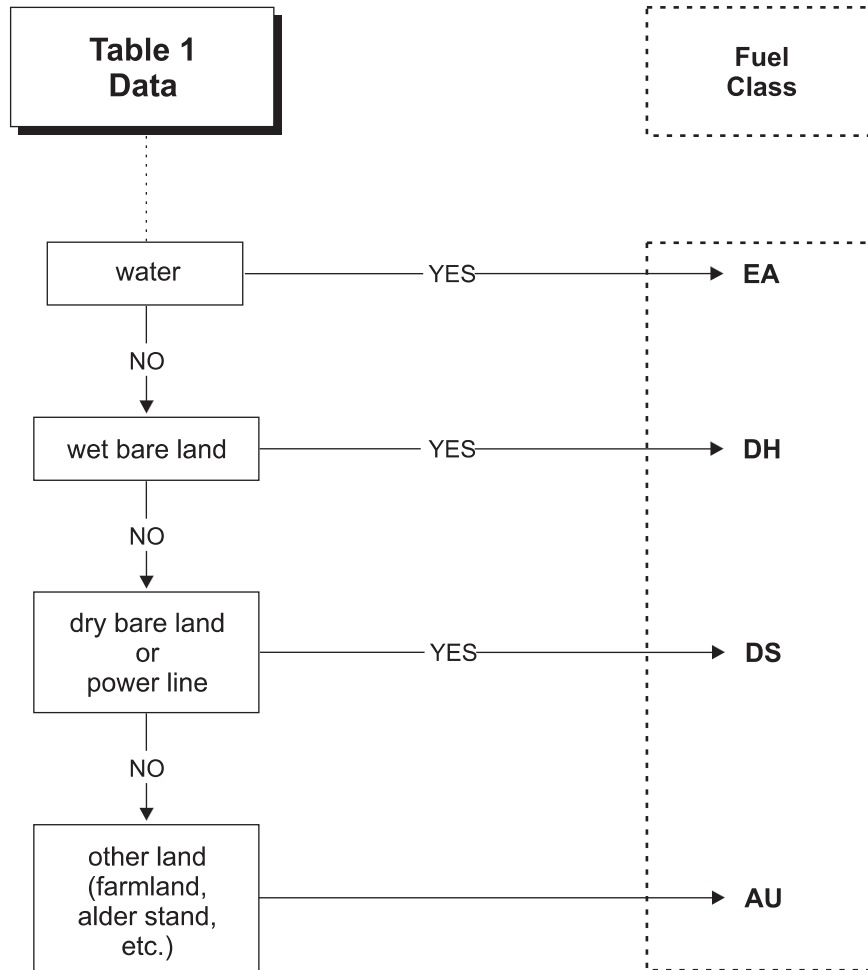 Table 1
Data
Fuel
Class
water
YES
EA
NO
wet bare land
YES
DH
NO
dry bare land
or
power line
YES
DS
NO
other land
(farmland,
alder stand,
etc.)
AU